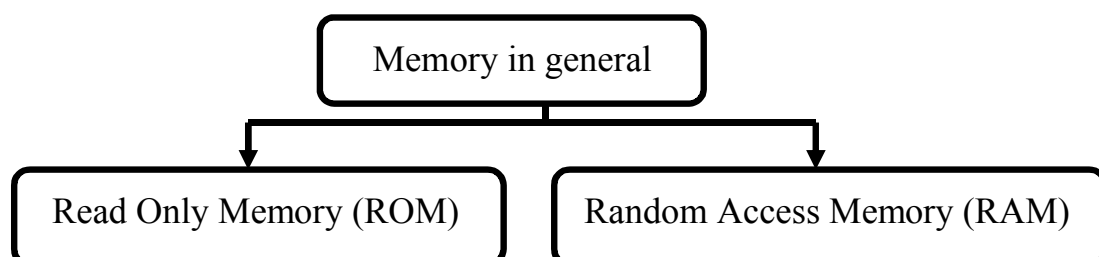 Memory in general
Read Only Memory (ROM)
Random Access Memory (RAM)